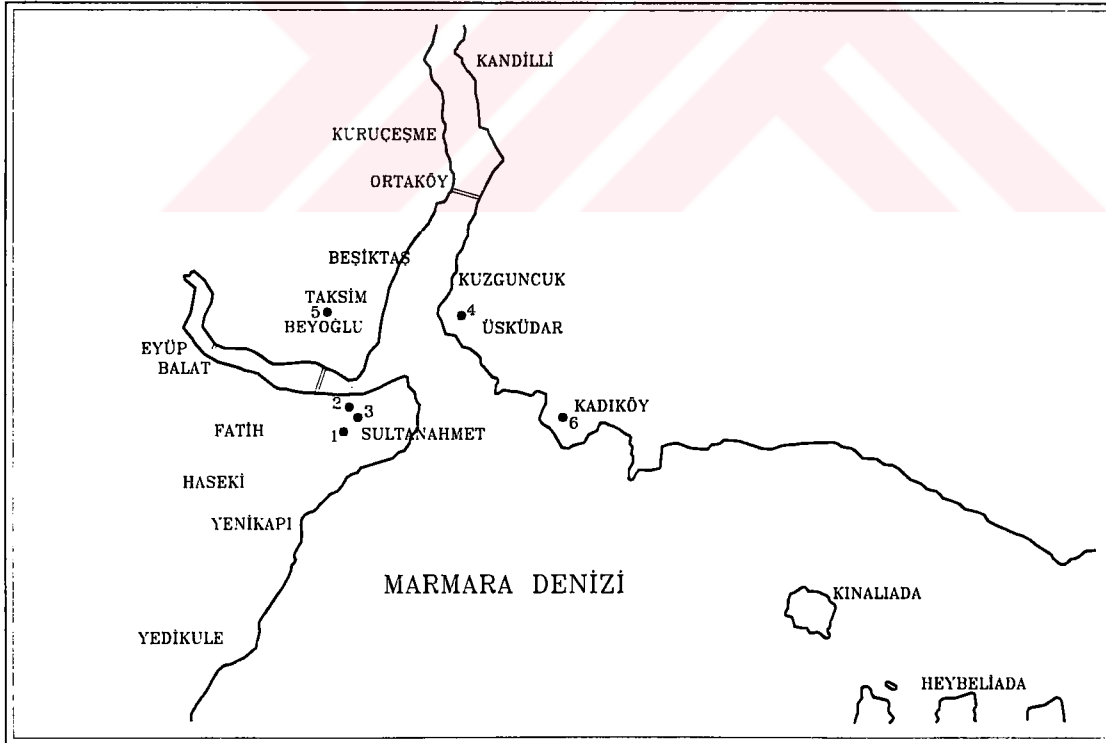 KANDİLLİ
KURUÇEŞME
ORTAKÖY
BEŞİKTAŞ
KUZGUNCUK
TAKSİM
5
4
BEYOĞLU
ÜSKÜDAR
EYÜP
BALAT
2
3
KADIKÖY
6
FATİH
1
SULTANAHMET
HASEKİ
YENİKAPI
MARMARA DENİZİ
KINALIADA
YEDİKULE
HEYBELİADA